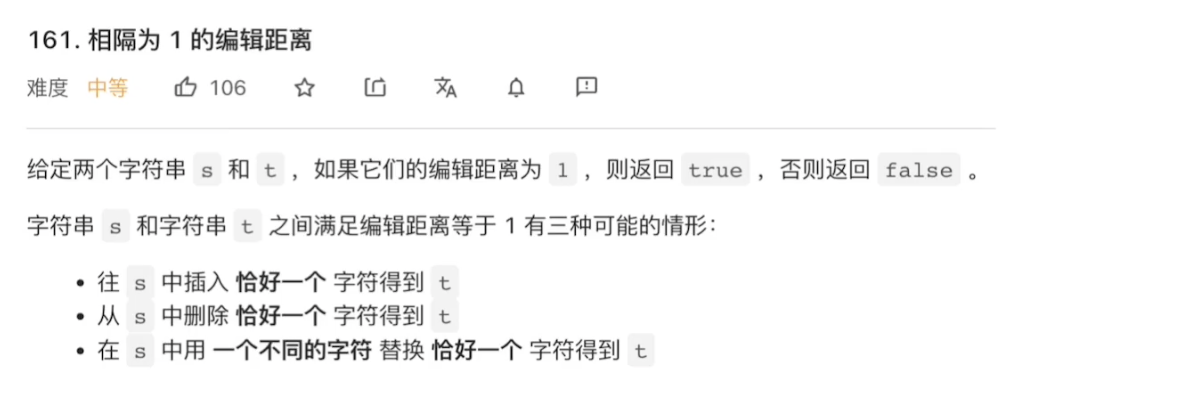 161. 相隔为 1 的编辑距离
难度 中等 106
给定两个字符串 s 和 t ，如果它们的编辑距离为 1 ，则返回 true ，否则返回 false 。
字符串 s 和字符串 t 之间满足编辑距离等于 1 有三种可能的情形：
• 往 s 中插入 恰好一个 字符得到 t
• 从 s 中删除 恰好一个 字符得到 t
• 在 s 中用 一个不同的字符 替换 恰好一个 字符得到 t